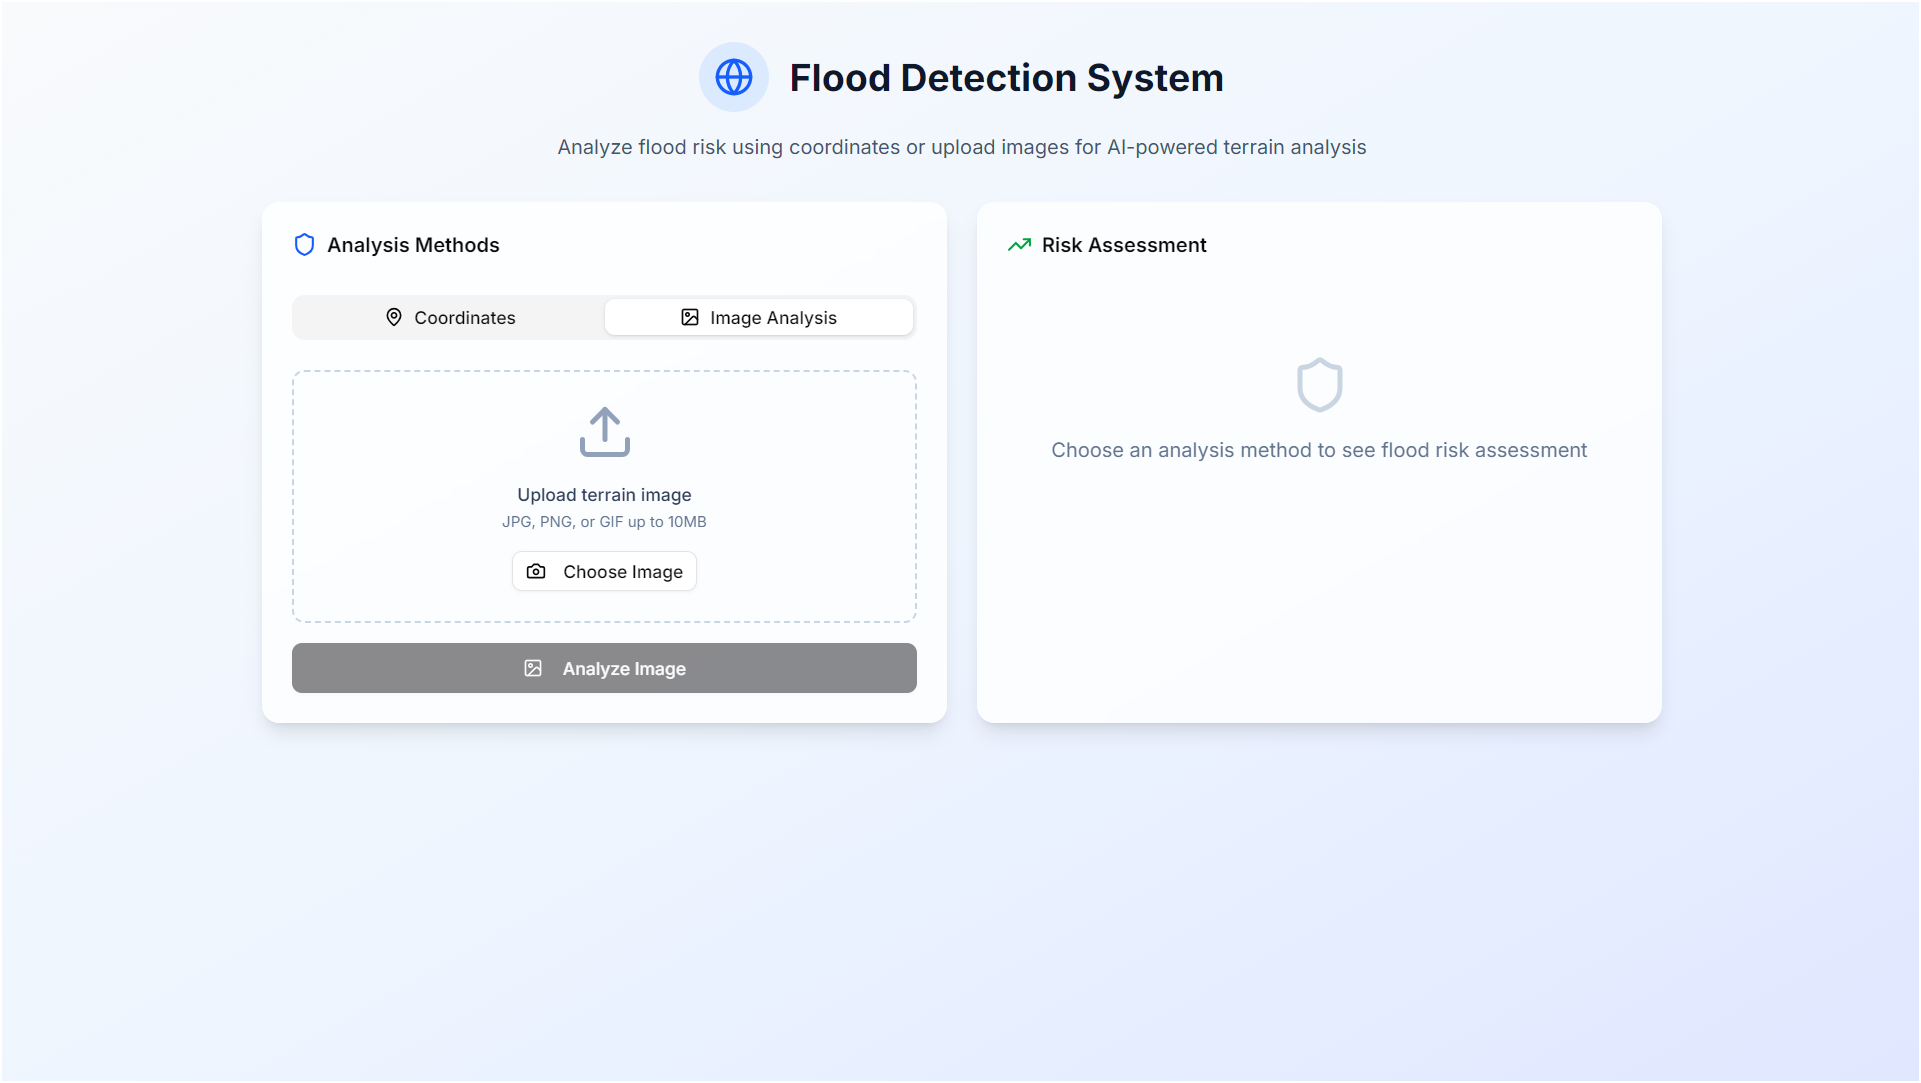 Flood Detection System
Analyze flood risk using coordinates or upload images for AI-powered terrain analysis
Analysis Methods
Coordinates
Image Analysis
Upload terrain image
JPG, PNG, or GIF up to 10MB
Choose Image
Analyze Image
Risk Assessment
Choose an analysis method to see flood risk assessment